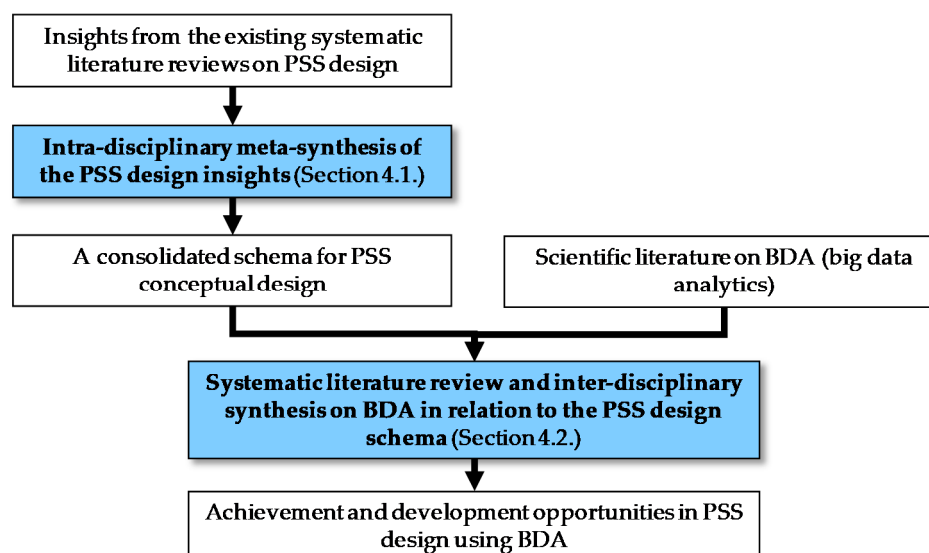 Insights from the existing systematic
literature reviews on PSS design
Intra-disciplinary meta-synthesis of
the PSS design insights (Section 4.1.)
A consolidated schema for PSS
conceptual design
Scientific literature on BDA (big data
analytics)
Systematic literature review and inter-disciplinary
synthesis on BDA in relation to the PSS design
schema (Section 4.2.)
Achievement and development opportunities in PSS
design using BDA